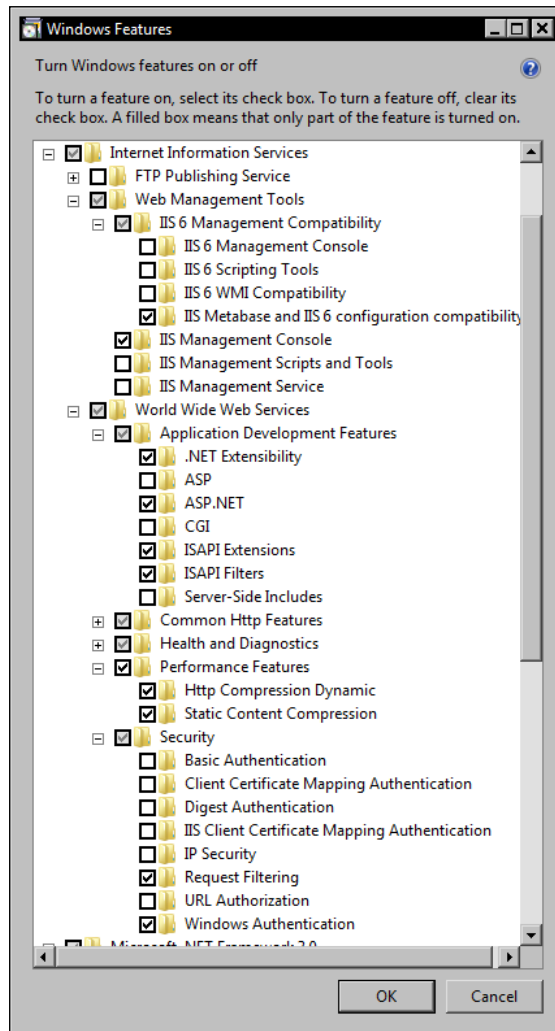 Windows Features
Turn Windows features on or off
To turn a feature on, select its check box. To turn a feature off, clear its
check box. A filled box means that only part of the feature is turned on.
Internet Information Services
FTP Publishing Service
Web Management Tools
IIS 6 Management Compatibility
IIS 6 Management Console
IIS 6 Scripting Tools
IIS 6 WMI Compatibility
IIS Metabase and IIS 6 configuration compatibility
IIS Management Console
IIS Management Scripts and Tools
IIS Management Service
World Wide Web Services
Application Development Features
.NET Extensibility
ASP
ASP.NET
CGI
ISAPI Extensions
ISAPI Filters
Server-Side Includes
Common Http Features
Health and Diagnostics
Performance Features
Http Compression Dynamic
Static Content Compression
Security
Basic Authentication
Client Certificate Mapping Authentication
Digest Authentication
IIS Client Certificate Mapping Authentication
IP Security
Request Filtering
URL Authorization
Windows Authentication
Microsoft .NET Framework 3.0
OK Cancel